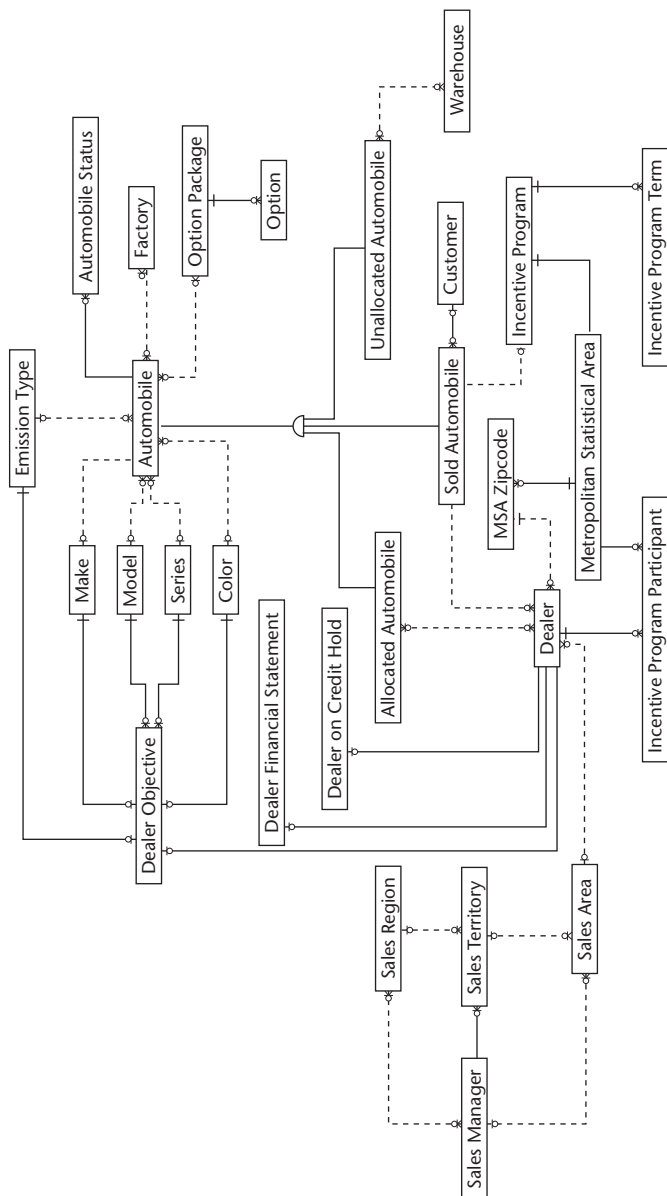 Emission Type
Automobile Status
Make
Model
Series
Color
Automobile
Factory
Option Package
Option
Dealer Objective
Dealer Financial Statement
Dealer on Credit Hold
Allocated Automobile
Sold Automobile
Customer
Unallocated Automobile
Warehouse
Sales Region
Sales Territory
Sales Area
Sales Manager
Dealer
MSA Zipcode
Incentive Program
Metropolitan Statistical Area
Incentive Program Participant
Incentive Program Term